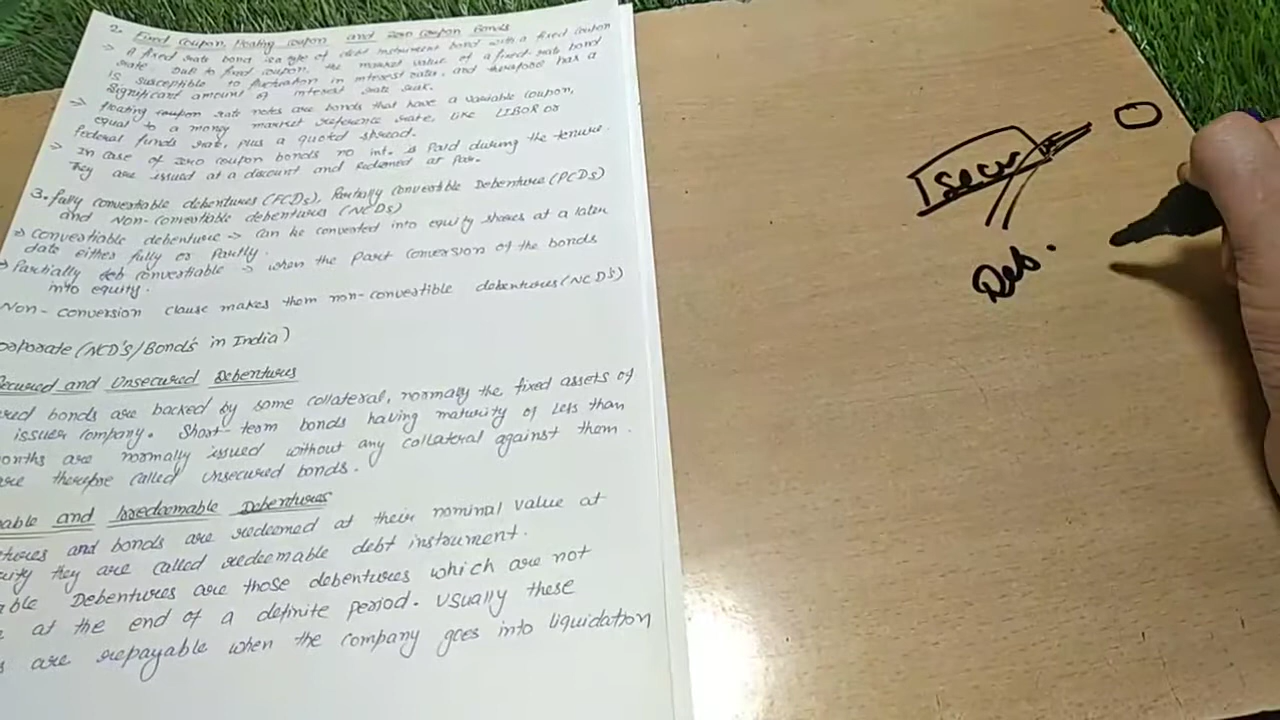 2. Fixed Coupon, Floating coupon and Zero Coupon Bonds
→ A fixed rate bond is a type of debt instrument bond with a fixed coupon
rate. Due to fixed coupon, the market value of a fixed-rate bond
is susceptible to fluctuation in interest rates, and therefore has a
significant amount of interest rate risk.
→ floating coupon rate notes are bonds that have a variable coupon,
equal to a money market reference rate, like LIBOR or
federal funds rate, plus a quoted spread.
→ In case of zero coupon bonds no int. is paid during the tenure.
They are issued at a discount and redeemed at par.
3. fully convertiable debentures (FCDs), Partially convertible Debenture (PCDs)
and Non-Convertiable debentures (NCDs)
→ Convertiable debenture → can be converted into equity shares at a later
date either fully or partly.
→ Partially deb convertiable → when the part conversion of the bonds
into equity.
Non-conversion clause makes them non-convertible debentures (NCD's)
orporate (NCD's/Bond's in India)
ecured and Unsecured Debentures
red bonds are backed by some collateral, normally the fixed assets of
issuer company. Short-term bonds having maturity of less than
onths are normally issued without any collateral against them.
are therefore called unsecured bonds.
able and Irredeemable Debentures
tures and bonds are redeemed at their nominal value at
urity they are called redeemable debt instrument.
able Debentures are those debentures which are not
at the end of a definite period. Usually these
s are repayable when the company goes into liquidation
Secur
Deb.